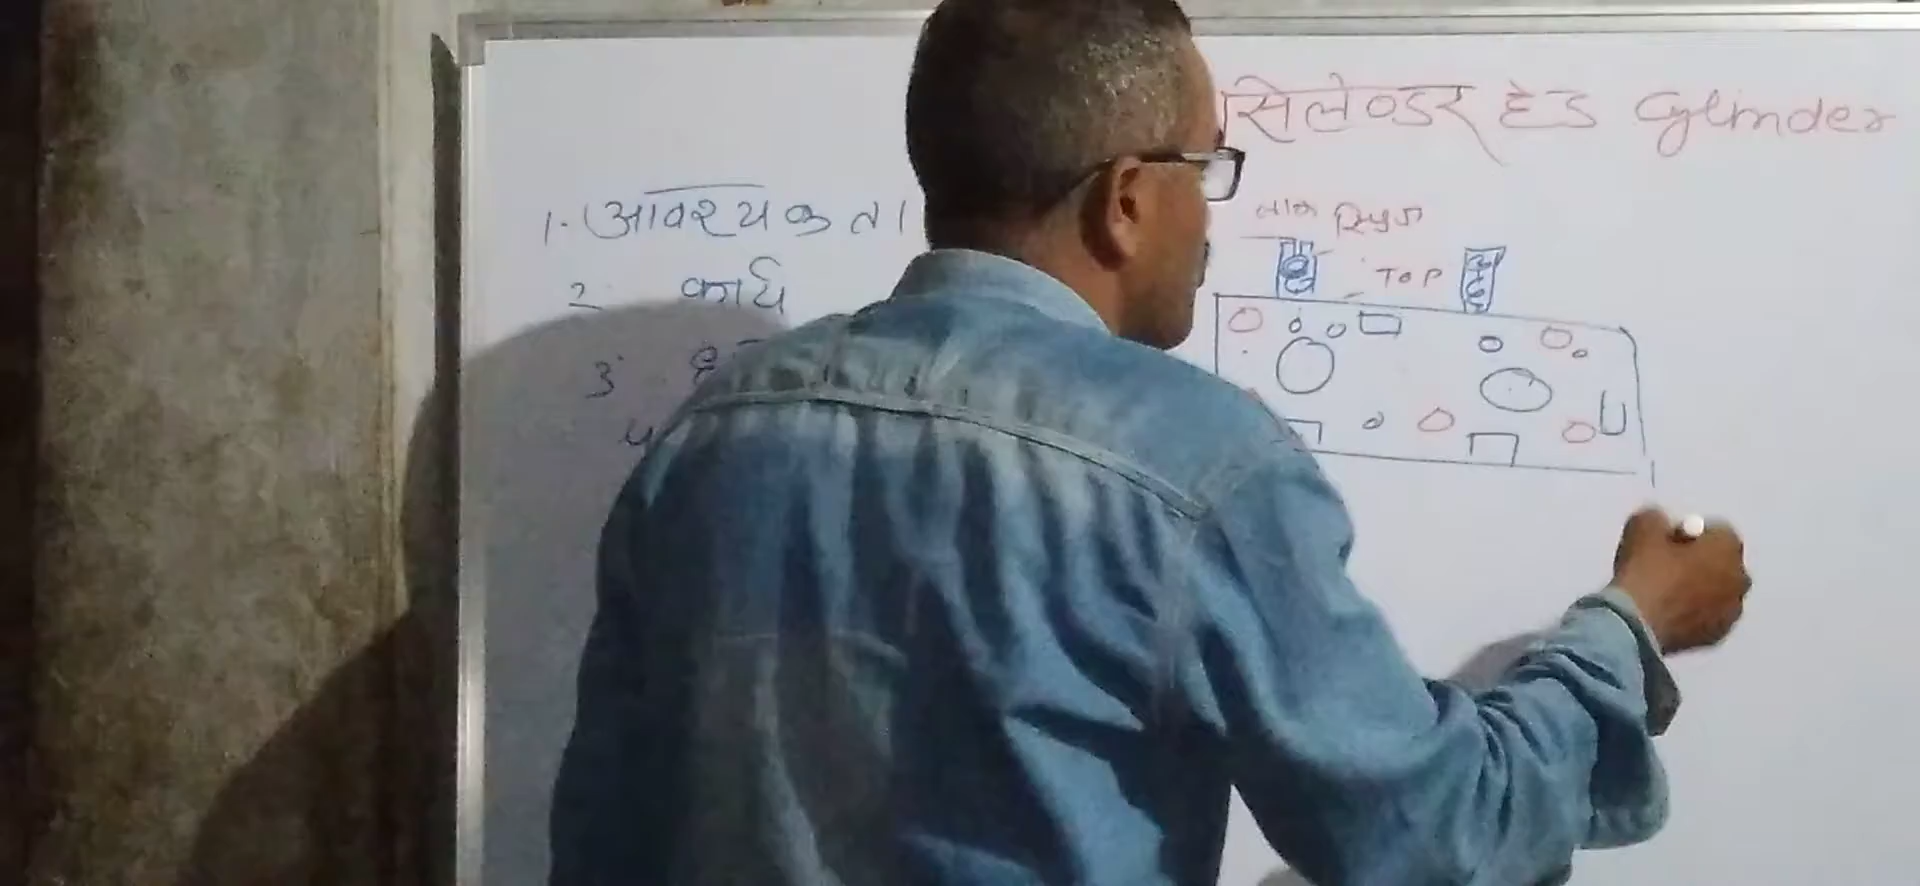 सिलेण्डर हेड Cylinder
1. आवश्यकता
2. कार्य
3.
4
TOP